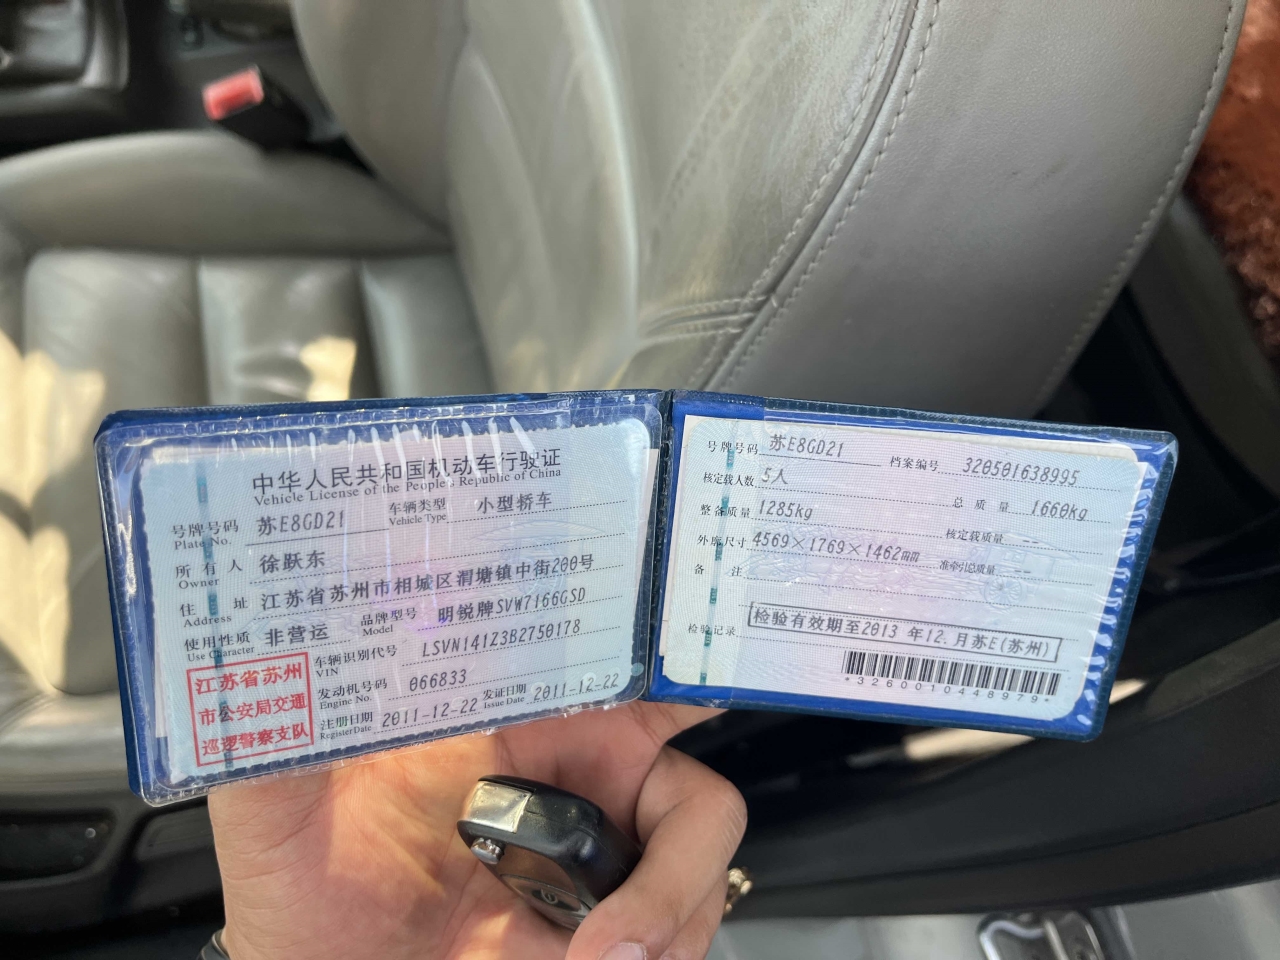 中华人民共和国机动车行驶证
Vehicle License of the People's Republic of China
号牌号码 苏E8GD21 车辆类型 小型轿车
Plate No. Vehicle Type
所有人 徐跃东
Owner
住址 江苏省苏州市相城区渭塘镇中街200号
Address
使用性质 非营运 品牌型号 明锐牌SVW7166GSD
Use Character Model
江苏省苏州
市公安局交通
巡逻警察支队
车辆识别代号 LSVN141Z3B2750178
VIN
发动机号码 066833
Engine No.
注册日期 2011-12-22 发证日期 2011-12-22
Register Date Issue Date
号牌号码 苏E8GD21 档案编号 320501638995
核定载人数 5人 总质量 1660kg
整备质量 1285kg 核定载质量 --
外廓尺寸 4569×1769×1462mm 准牵引总质量 --
备注
检验记录 检验有效期至2013年12月苏E(苏州)
*3260010448979*